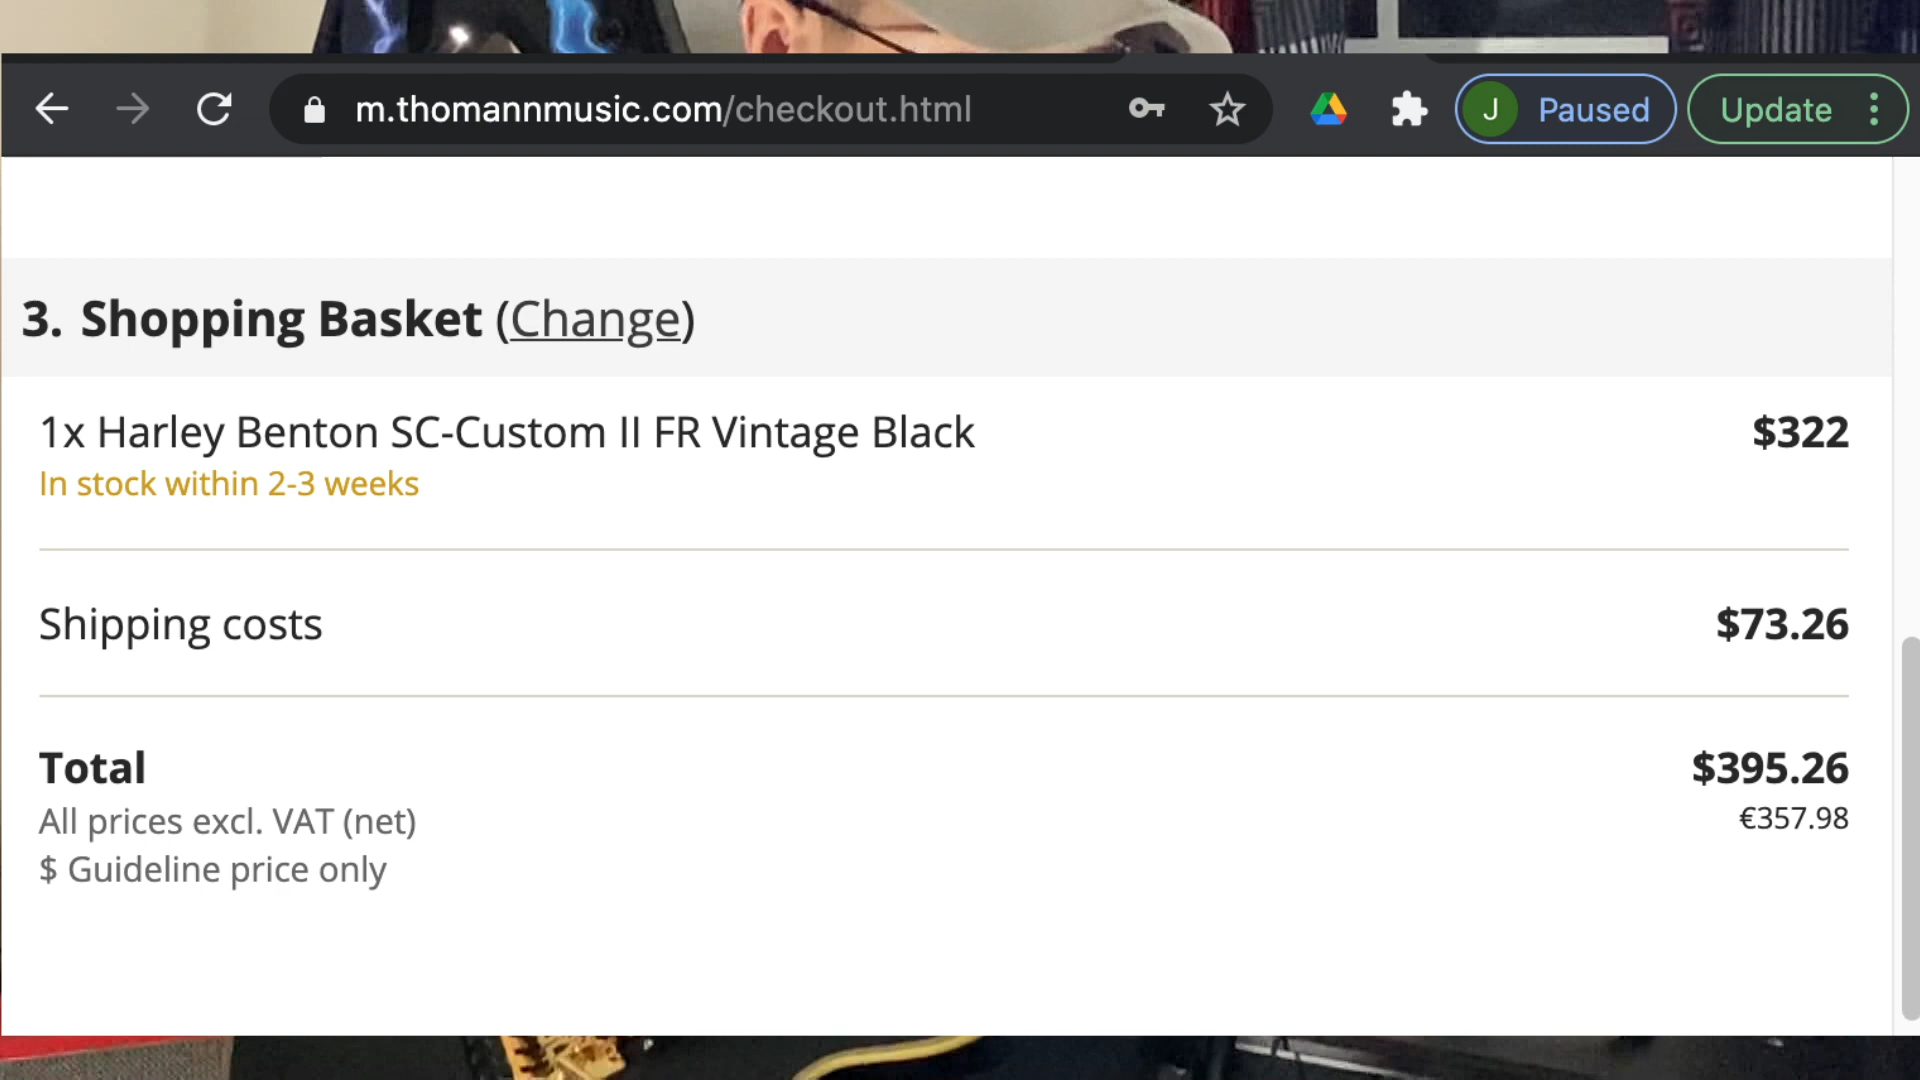 m.thomannmusic.com/checkout.html
J
Paused
Update
3. Shopping Basket (Change)
1x Harley Benton SC-Custom II FR Vintage Black
$322
In stock within 2-3 weeks
Shipping costs
$73.26
Total
$395.26
All prices excl. VAT (net)
€357.98
$ Guideline price only